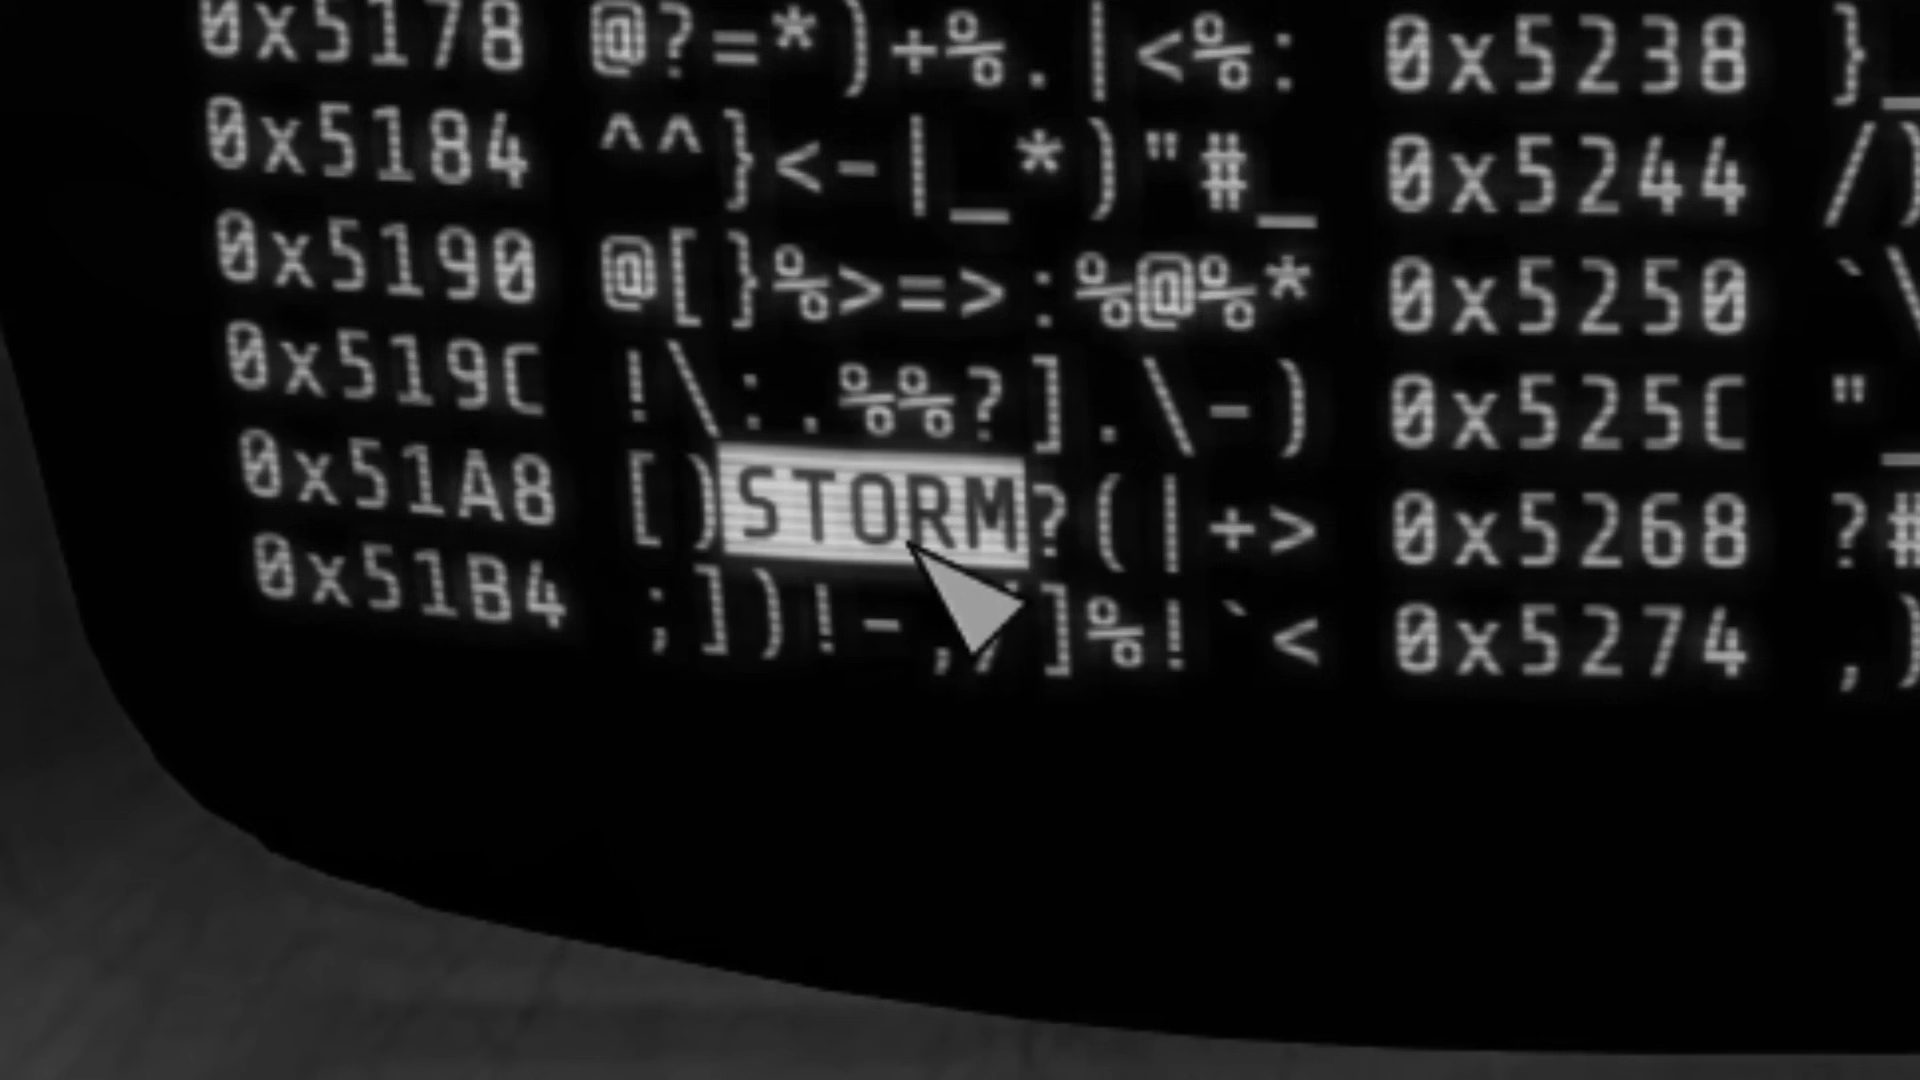 0x5178 @?=*)+%.|<%: 0x5238 }_
0x5184 ^^}<-|_*)"#_ 0x5244 /)
0x5190 @[}%>=>:%@%* 0x5250 `\
0x519C !\:.%%?].\-) 0x525C "_
0x51A8 [)STORM?(|+> 0x5268 ?#
0x51B4 ;])!-,/]%!`< 0x5274 ,)